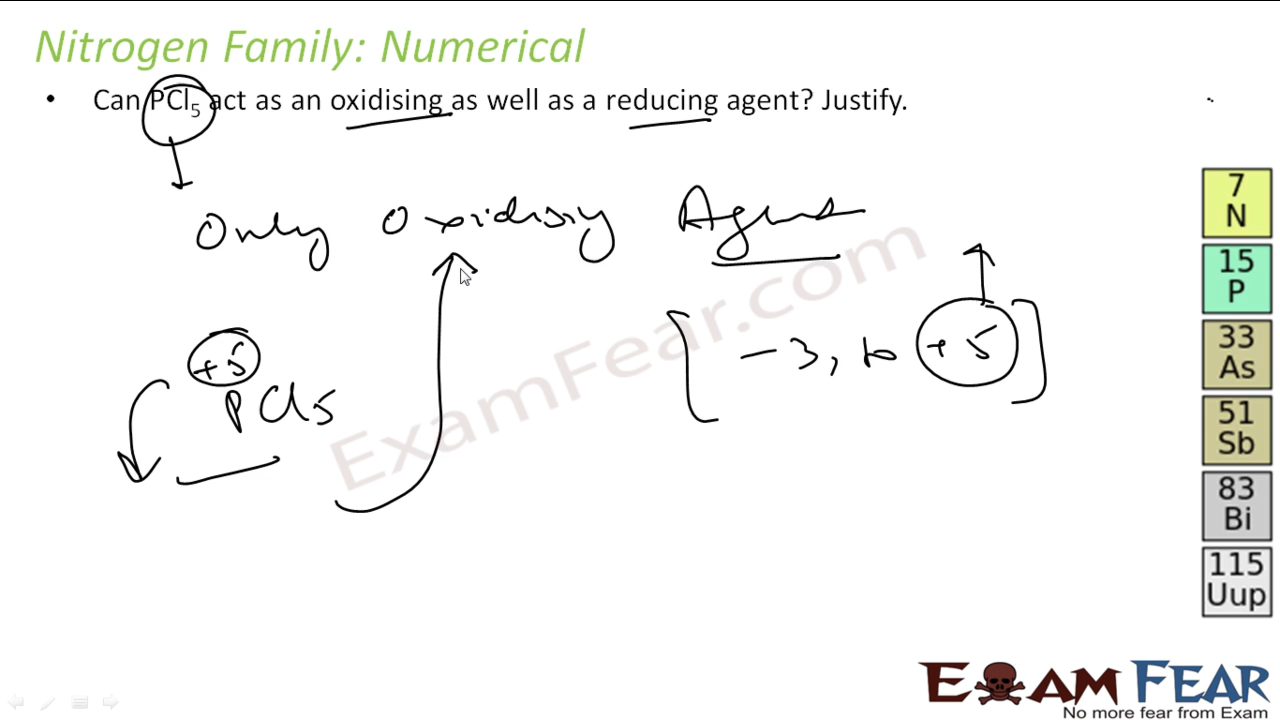 Nitrogen Family: Numerical
• Can PCl5 act as an oxidising as well as a reducing agent? Justify.
Only Oxidising Agent
[-3, to +5]
+5
PCl5
ExamFear.com
7
N
15
P
33
As
51
Sb
83
Bi
115
Uup
EXAM FEAR
No more fear from Exam